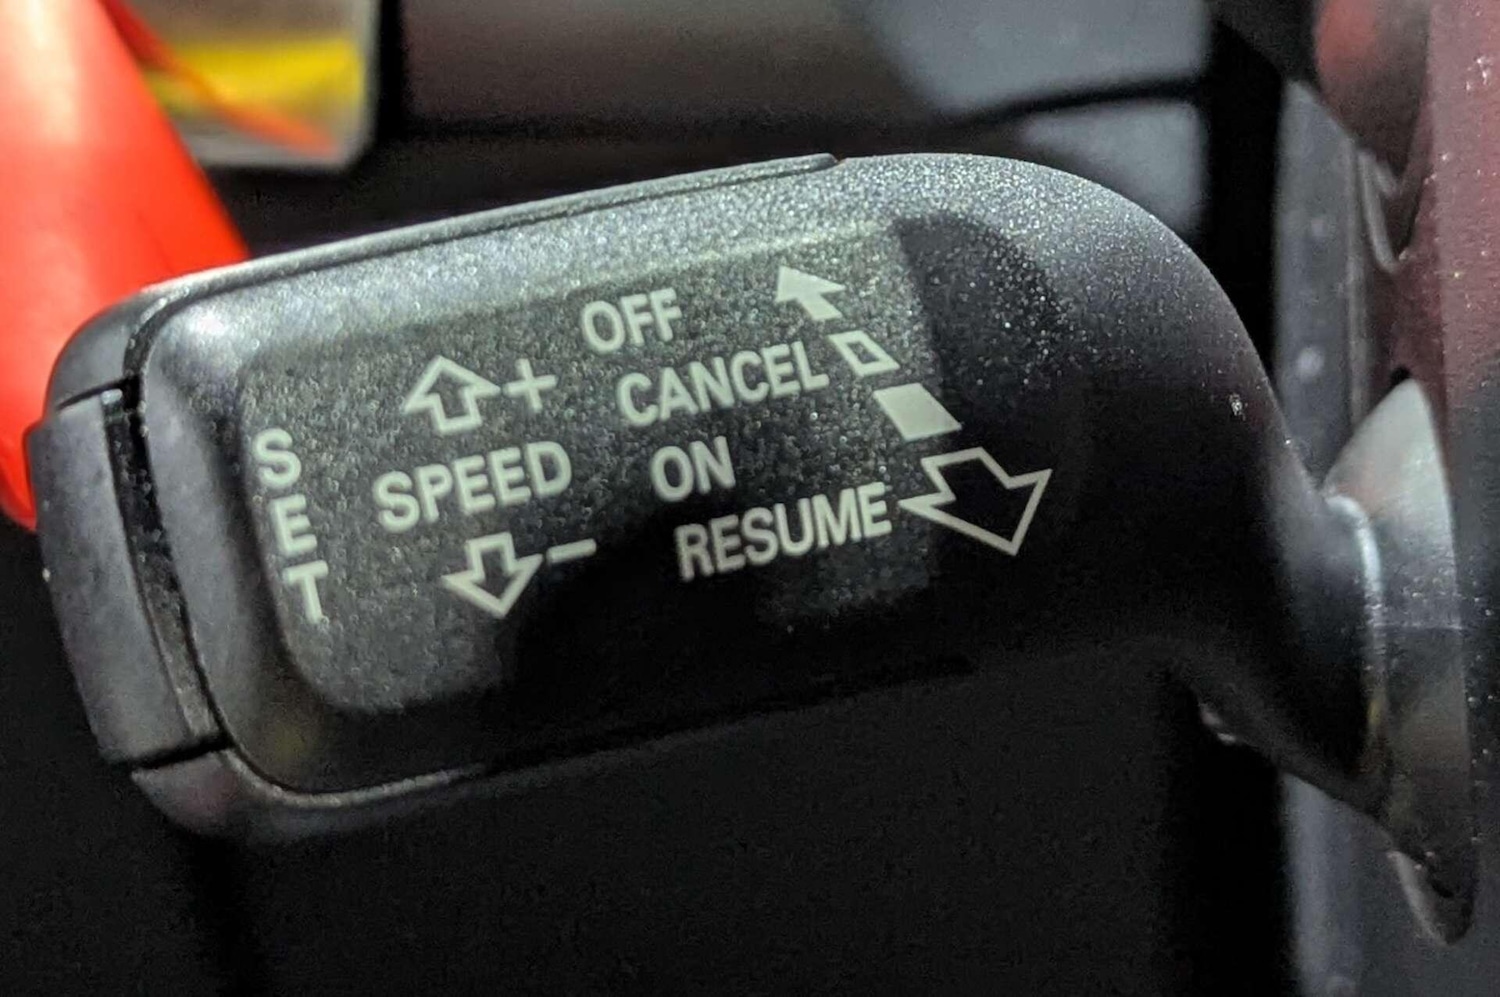 OFF
+ CANCEL
SET
SPEED ON
- RESUME